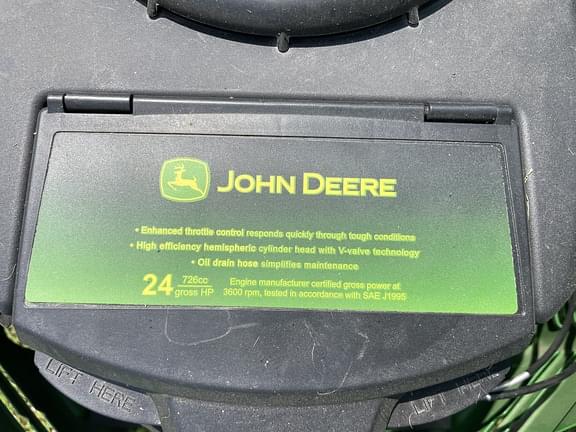 JOHN DEERE
• Enhanced throttle control responds quickly through tough conditions
• High efficiency hemispheric cylinder head with V-valve technology
• Oil drain hose simplifies maintenance
24 726cc gross HP
Engine manufacturer certified gross power at
3600 rpm, tested in accordance with SAE J1995
LIFT HERE
LIFT HERE